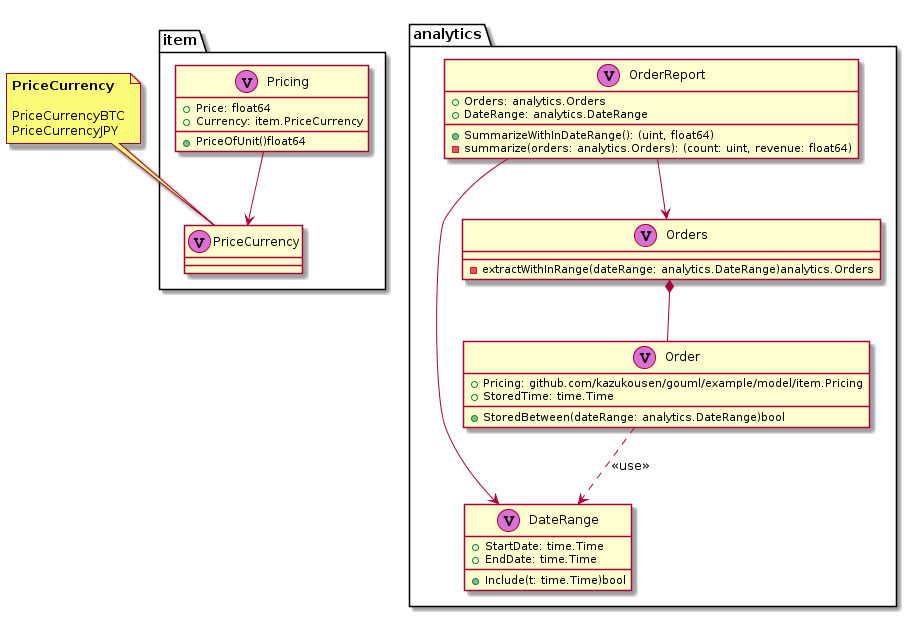 PriceCurrency
PriceCurrencyBTC
PriceCurrencyJPY
item
V Pricing
Price: float64
Currency: item.PriceCurrency
PriceOfUnit()float64
V PriceCurrency
analytics
V OrderReport
Orders: analytics.Orders
DateRange: analytics.DateRange
SummarizeWithInDateRange(): (uint, float64)
summarize(orders: analytics.Orders): (count: uint, revenue: float64)
V Orders
extractWithInRange(dateRange: analytics.DateRange)analytics.Orders
V Order
Pricing: github.com/kazukousen/gouml/example/model/item.Pricing
StoredTime: time.Time
StoredBetween(dateRange: analytics.DateRange)bool
«use»
V DateRange
StartDate: time.Time
EndDate: time.Time
Include(t: time.Time)bool